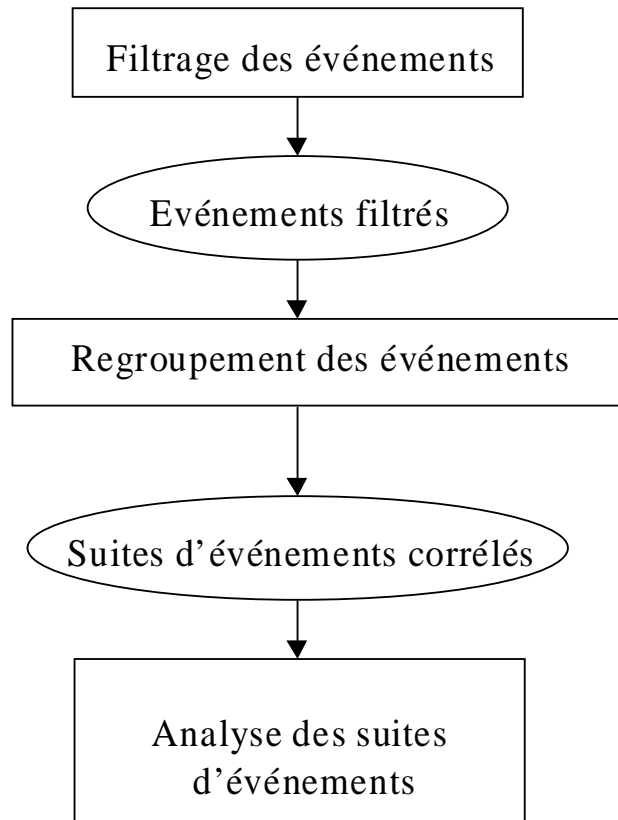 Filtrage des événements
Evénements filtrés
Regroupement des événements
Suites d’événements corrélés
Analyse des suites
d’événements